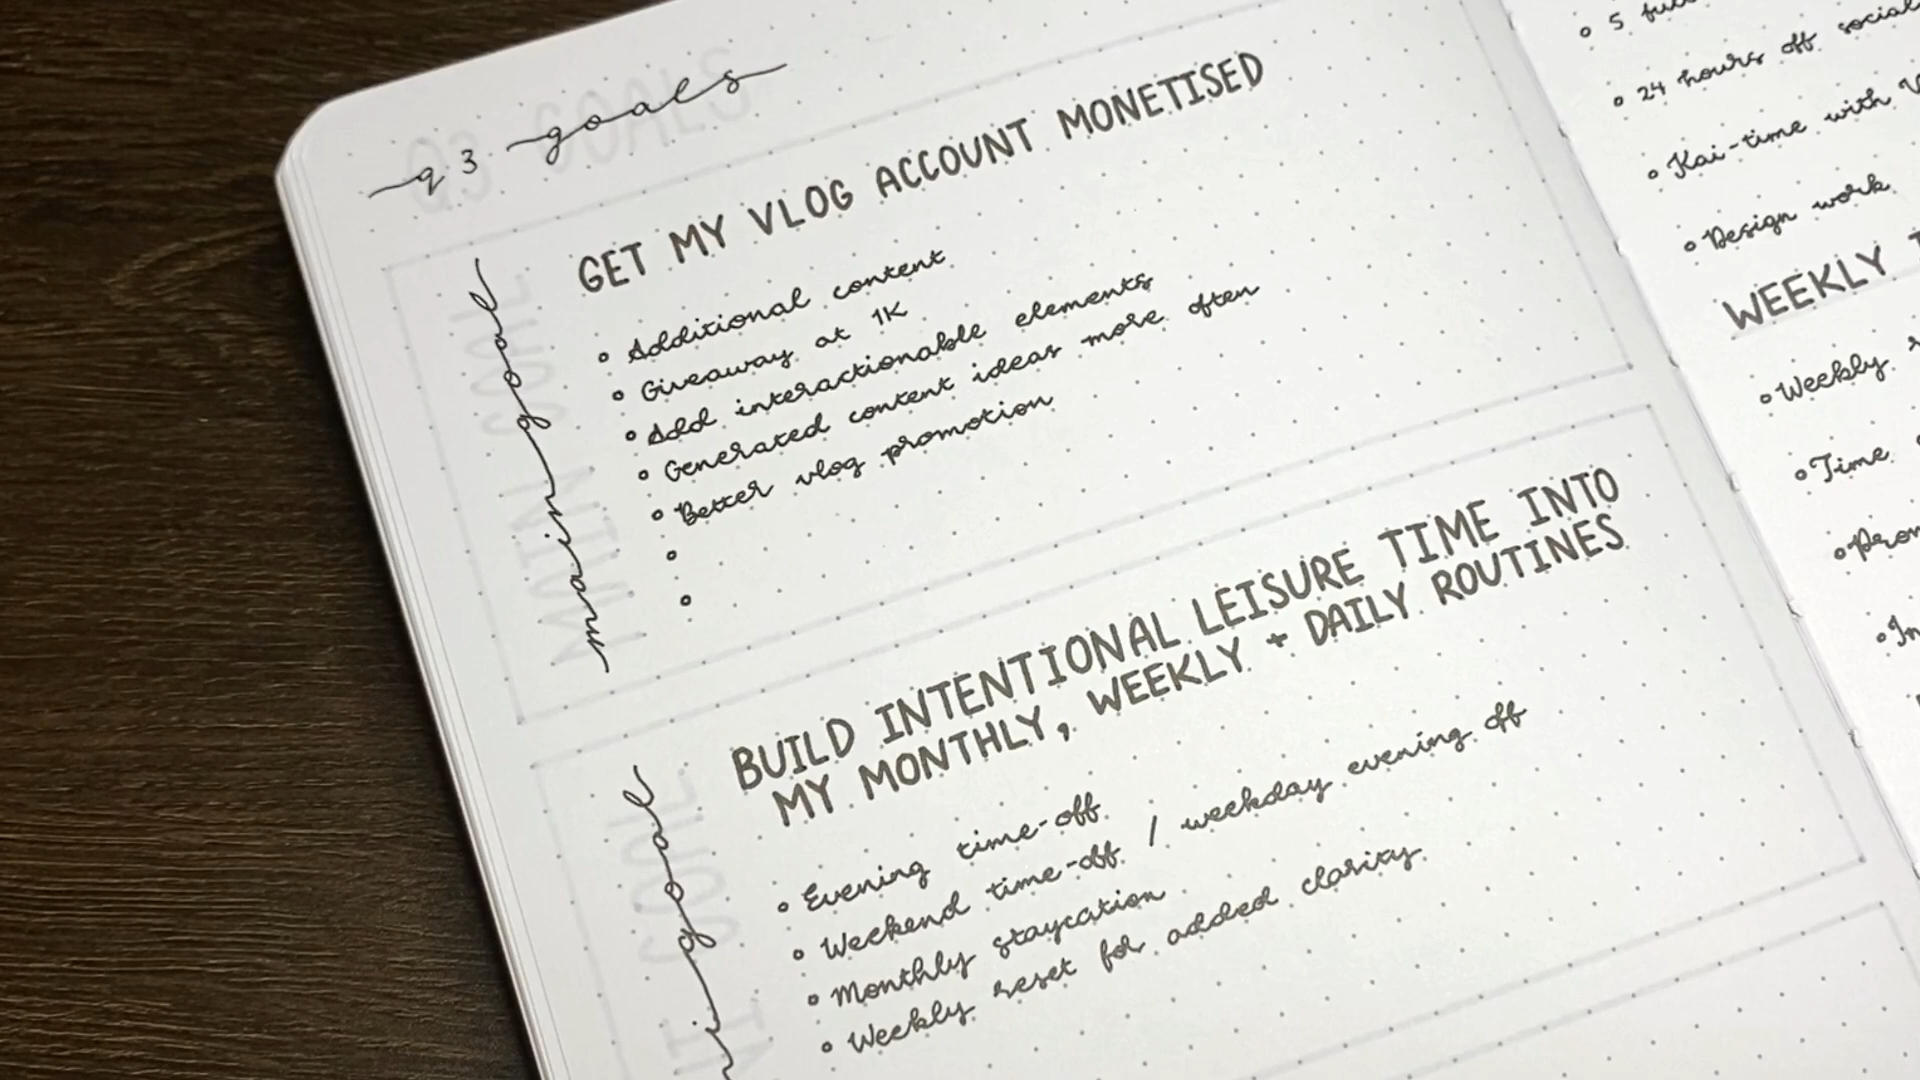 q3 goals
main goal
GET MY VLOG ACCOUNT MONETISED
Additional content
Giveaway at 1K
Add interactionable elements
Generated content ideas more often
Better vlog promotion
goal
BUILD INTENTIONAL LEISURE TIME INTO
MY MONTHLY, WEEKLY + DAILY ROUTINES
Evening time-off
Weekend time-off / weekday evening off
Monthly staycation
Weekly reset for added clarity
5
24 hours off social
Kai-time with
Design work
WEEKLY
Weekly
Time